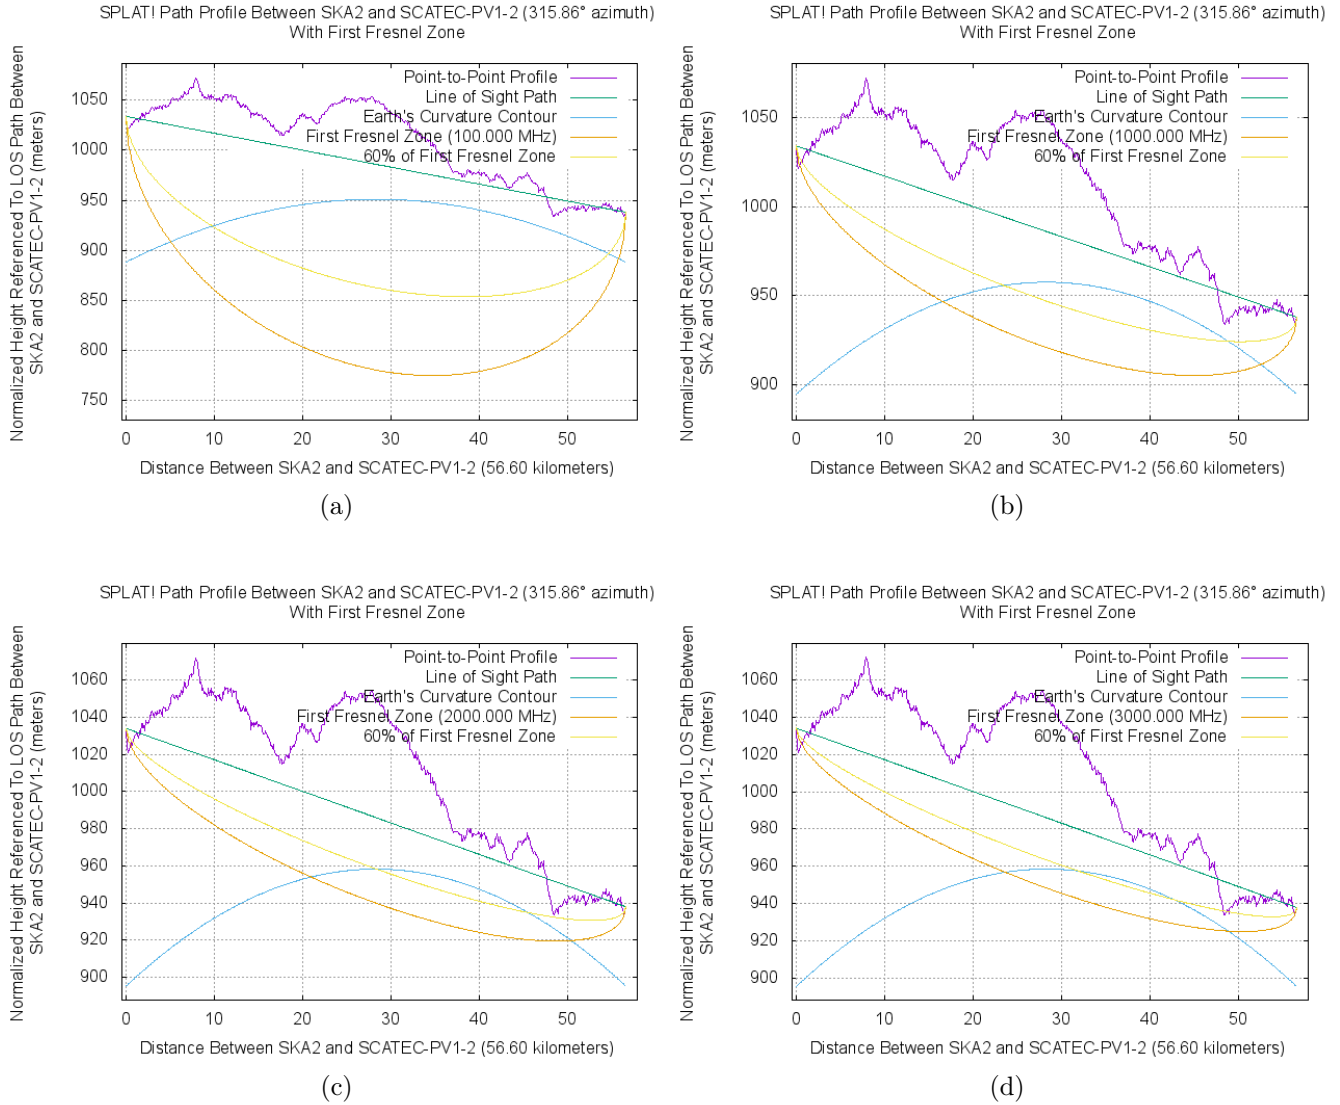 SPLAT! Path Profile Between SKA2 and SCATEC-PV1-2 (315.86° azimuth)
With First Fresnel Zone
Normalized Height Referenced To LOS Path Between
SKA2 and SCATEC-PV1-2 (meters)
Point-to-Point Profile
Line of Sight Path
Earth's Curvature Contour
First Fresnel Zone (100.000 MHz)
60% of First Fresnel Zone
1050
1000
950
900
850
800
750
0 10 20 30 40 50
Distance Between SKA2 and SCATEC-PV1-2 (56.60 kilometers)
(a)
SPLAT! Path Profile Between SKA2 and SCATEC-PV1-2 (315.86° azimuth)
With First Fresnel Zone
Normalized Height Referenced To LOS Path Between
SKA2 and SCATEC-PV1-2 (meters)
Point-to-Point Profile
Line of Sight Path
Earth's Curvature Contour
First Fresnel Zone (1000.000 MHz)
60% of First Fresnel Zone
1050
1000
950
900
0 10 20 30 40 50
Distance Between SKA2 and SCATEC-PV1-2 (56.60 kilometers)
(b)
SPLAT! Path Profile Between SKA2 and SCATEC-PV1-2 (315.86° azimuth)
With First Fresnel Zone
Normalized Height Referenced To LOS Path Between
SKA2 and SCATEC-PV1-2 (meters)
Point-to-Point Profile
Line of Sight Path
Earth's Curvature Contour
First Fresnel Zone (2000.000 MHz)
60% of First Fresnel Zone
1060
1040
1020
1000
980
960
940
920
900
0 10 20 30 40 50
Distance Between SKA2 and SCATEC-PV1-2 (56.60 kilometers)
(c)
SPLAT! Path Profile Between SKA2 and SCATEC-PV1-2 (315.86° azimuth)
With First Fresnel Zone
Normalized Height Referenced To LOS Path Between
SKA2 and SCATEC-PV1-2 (meters)
Point-to-Point Profile
Line of Sight Path
Earth's Curvature Contour
First Fresnel Zone (3000.000 MHz)
60% of First Fresnel Zone
1060
1040
1020
1000
980
960
940
920
900
0 10 20 30 40 50
Distance Between SKA2 and SCATEC-PV1-2 (56.60 kilometers)
(d)